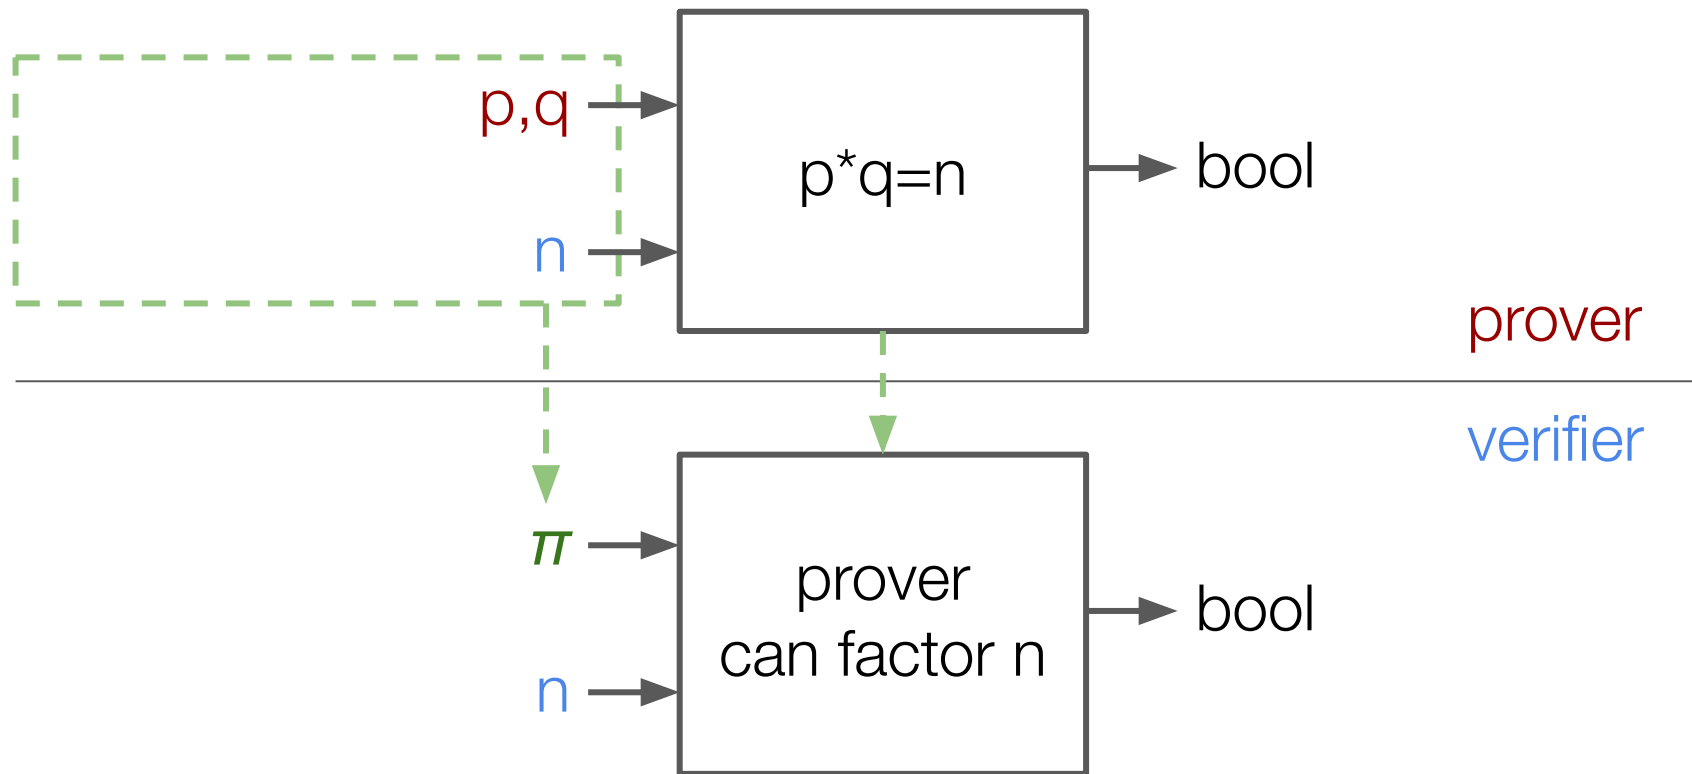 p,q
n
p*q=n
bool
prover
verifier
π
n
prover
can factor n
bool